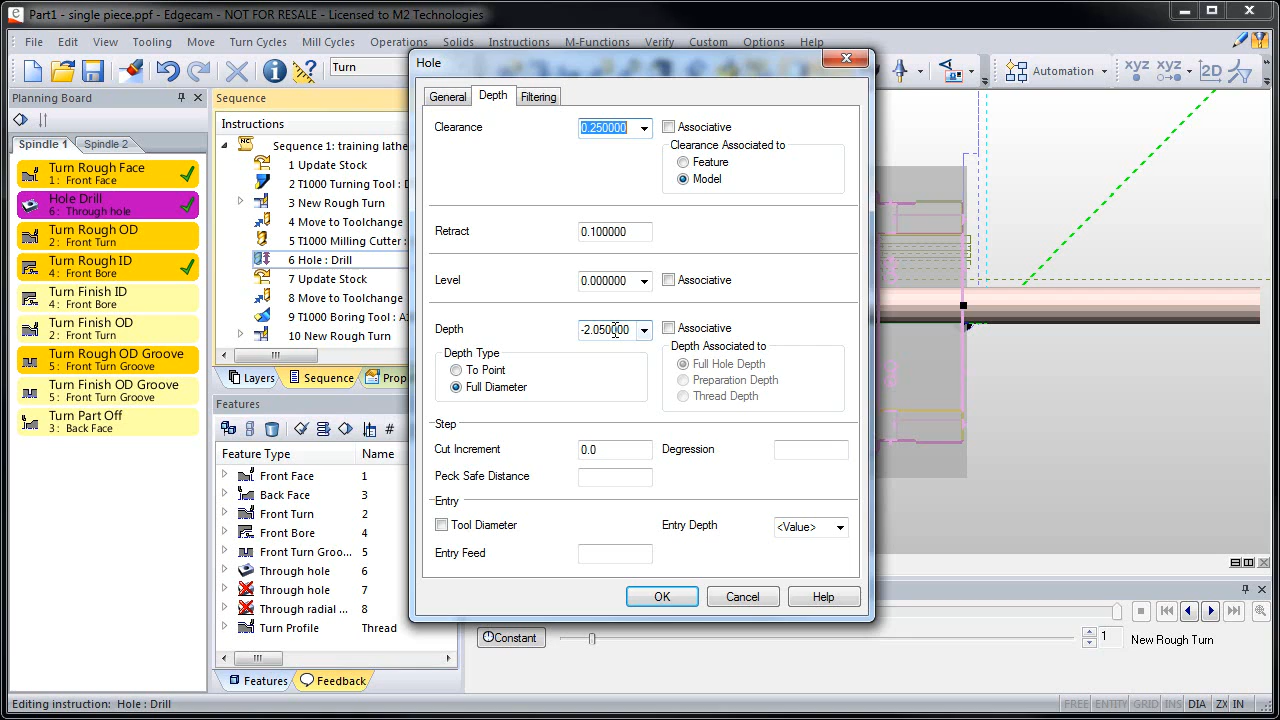 Part1 - single piece.ppf - Edgecam - NOT FOR RESALE - Licensed to M2 Technologies
File Edit View Tooling Move Turn Cycles Mill Cycles Operations Solids Instructions M-Functions Verify Custom Options Help
Turn
Automation
xyz
xyz
2D
Planning Board
Spindle 1
Spindle 2
Turn Rough Face
1: Front Face
Hole Drill
6: Through hole
Turn Rough OD
2: Front Turn
Turn Rough ID
4: Front Bore
Turn Finish ID
4: Front Bore
Turn Finish OD
2: Front Turn
Turn Rough OD Groove
5: Front Turn Groove
Turn Finish OD Groove
5: Front Turn Groove
Turn Part Off
3: Back Face
Sequence
Instructions
Sequence 1: training lathe
1 Update Stock
2 T1000 Turning Tool : D
3 New Rough Turn
4 Move to Toolchange
5 T1000 Milling Cutter :
6 Hole : Drill
7 Update Stock
8 Move to Toolchange
9 T1000 Boring Tool : A3
10 New Rough Turn
Layers
Sequence
Prop
Features
Feature Type Name
Front Face 1
Back Face 3
Front Turn 2
Front Bore 4
Front Turn Groo... 5
Through hole 6
Through hole 7
Through radial ... 8
Turn Profile Thread
Features
Feedback
Hole
General
Depth
Filtering
Clearance 0.250000
Associative
Clearance Associated to
Feature
Model
Retract 0.100000
Level 0.000000
Associative
Depth -2.050000
Associative
Depth Type
To Point
Full Diameter
Depth Associated to
Full Hole Depth
Preparation Depth
Thread Depth
Step
Cut Increment 0.0
Degression
Peck Safe Distance
Entry
Tool Diameter
Entry Depth <Value>
Entry Feed
OK
Cancel
Help
Constant
1
New Rough Turn
Editing instruction: Hole : Drill
FREE ENTITY GRID INS DIA ZX IN